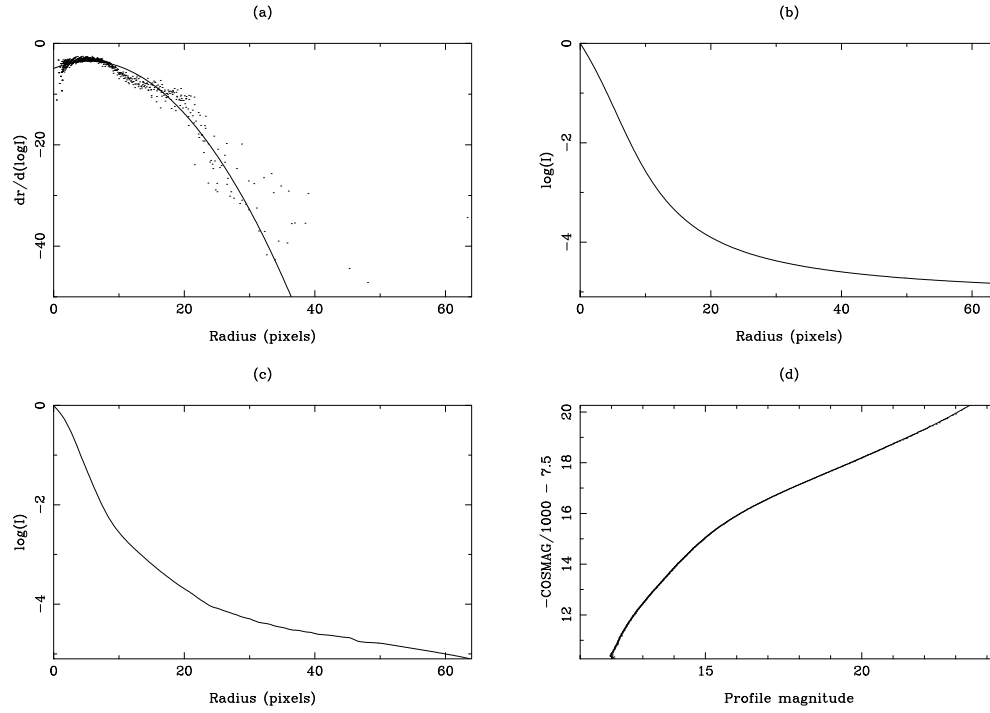 (a)
0
−20
−40
dr/d(logI)
0 20 40 60
Radius (pixels)
(b)
0
−2
−4
log(I)
0 20 40 60
Radius (pixels)
(c)
0
−2
−4
log(I)
0 20 40 60
Radius (pixels)
(d)
20
18
16
14
12
−COSMAG/1000 − 7.5
15 20
Profile magnitude